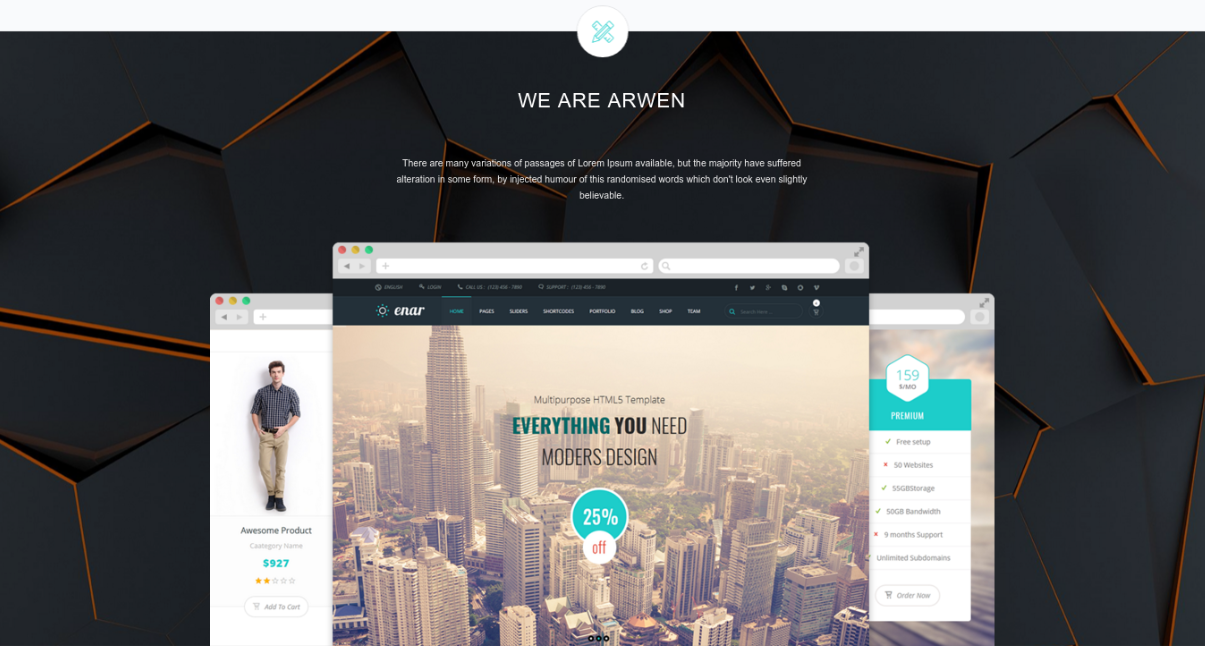 WE ARE ARWEN
There are many variations of passages of Lorem Ipsum available, but the majority have suffered
alteration in some form, by injected humour of this randomised words which don't look even slightly
believable.
ENGLISH LOGIN CALL US : (123) 456 - 7890 SUPPORT : (123) 456 - 7890
enar HOME PAGES SLIDERS SHORTCODES PORTFOLIO BLOG SHOP TEAM Search Here ...
Multipurpose HTML5 Template
EVERYTHING YOU NEED
MODERS DESIGN
25%
off
Awesome Product
Caategory Name
$927
Add To Cart
159
$/MO
PREMIUM
Free setup
50 Websites
55GBStorage
50GB Bandwidth
9 months Support
Unlimited Subdomains
Order Now